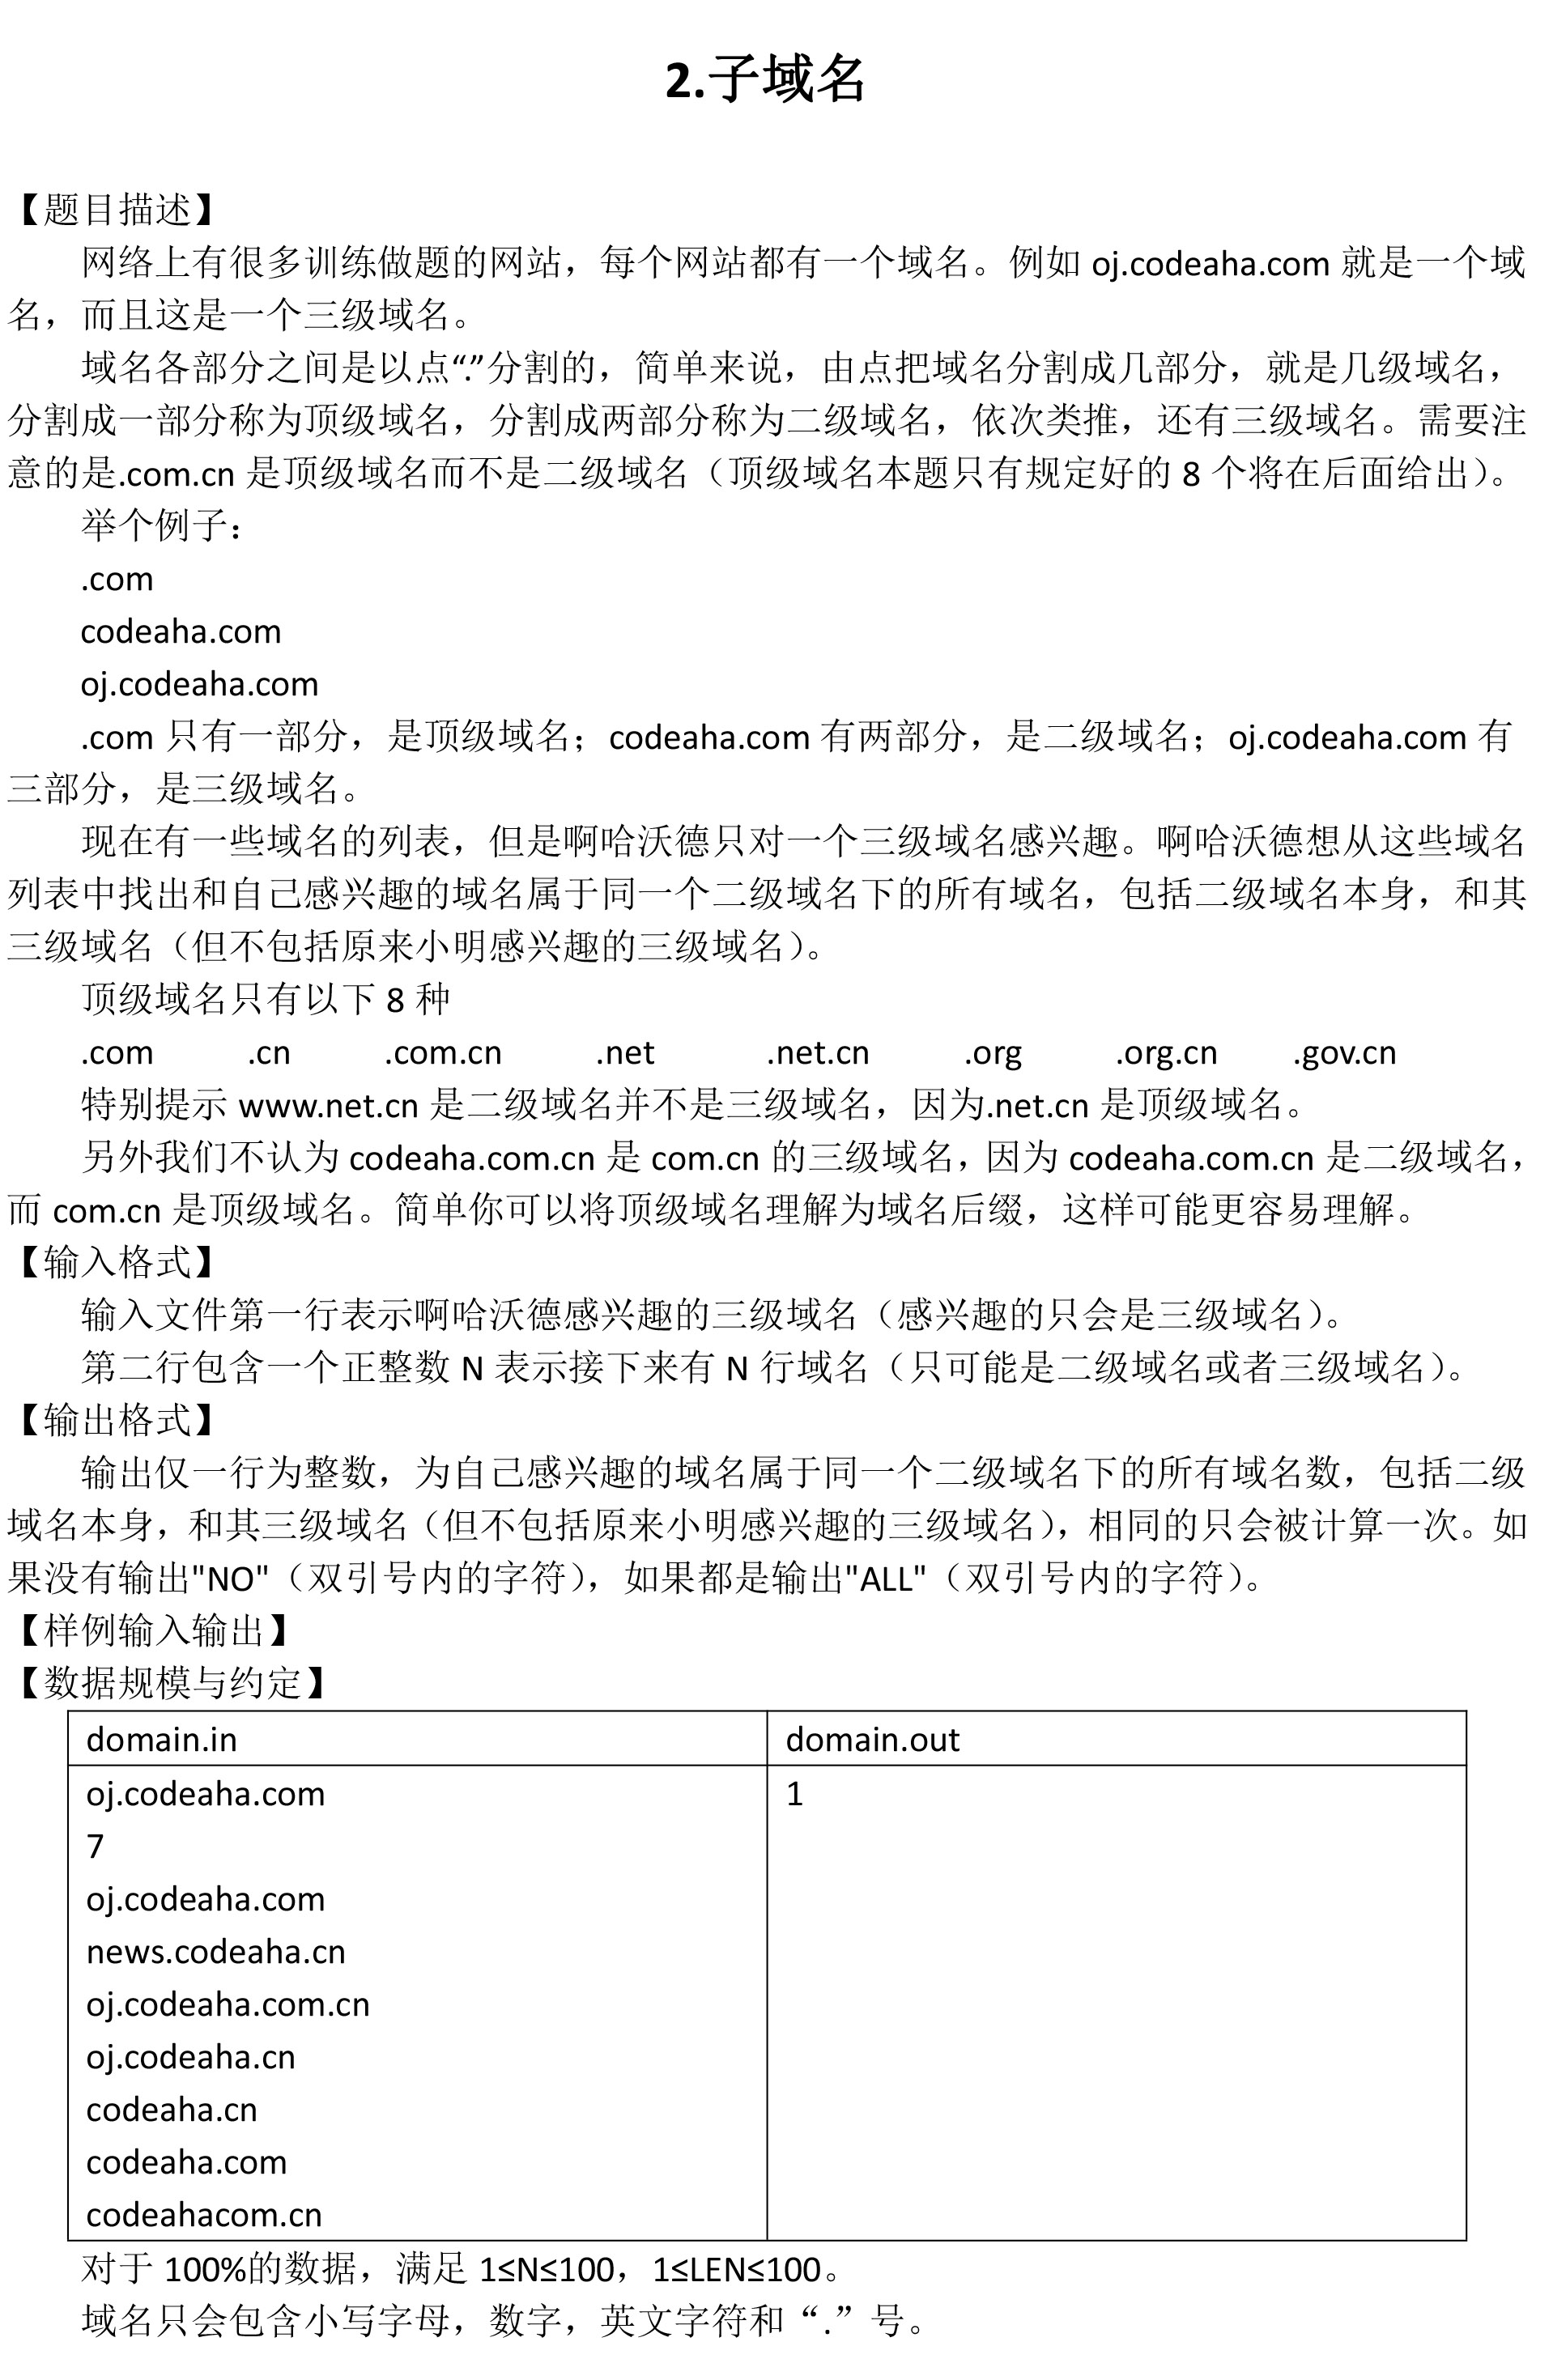 2.子域名
【题目描述】
网络上有很多训练做题的网站，每个网站都有一个域名。例如 oj.codeaha.com 就是一个域
名，而且这是一个三级域名。
域名各部分之间是以点“.”分割的，简单来说，由点把域名分割成几部分，就是几级域名，
分割成一部分称为顶级域名，分割成两部分称为二级域名，依次类推，还有三级域名。需要注
意的是.com.cn 是顶级域名而不是二级域名（顶级域名本题只有规定好的 8 个将在后面给出）。
举个例子：
.com
codeaha.com
oj.codeaha.com
.com 只有一部分，是顶级域名；codeaha.com 有两部分，是二级域名；oj.codeaha.com 有
三部分，是三级域名。
现在有一些域名的列表，但是啊哈沃德只对一个三级域名感兴趣。啊哈沃德想从这些域名
列表中找出和自己感兴趣的域名属于同一个二级域名下的所有域名，包括二级域名本身，和其
三级域名（但不包括原来小明感兴趣的三级域名）。
顶级域名只有以下 8 种
.com .cn .com.cn .net .net.cn .org .org.cn .gov.cn
特别提示 www.net.cn 是二级域名并不是三级域名，因为.net.cn 是顶级域名。
另外我们不认为 codeaha.com.cn 是 com.cn 的三级域名，因为 codeaha.com.cn 是二级域名，
而 com.cn 是顶级域名。简单你可以将顶级域名理解为域名后缀，这样可能更容易理解。
【输入格式】
输入文件第一行表示啊哈沃德感兴趣的三级域名（感兴趣的只会是三级域名）。
第二行包含一个正整数 N 表示接下来有 N 行域名（只可能是二级域名或者三级域名）。
【输出格式】
输出仅一行为整数，为自己感兴趣的域名属于同一个二级域名下的所有域名数，包括二级
域名本身，和其三级域名（但不包括原来小明感兴趣的三级域名），相同的只会被计算一次。如
果没有输出"NO"（双引号内的字符），如果都是输出"ALL"（双引号内的字符）。
【样例输入输出】
【数据规模与约定】
domain.in domain.out
oj.codeaha.com 1
7
oj.codeaha.com
news.codeaha.cn
oj.codeaha.com.cn
oj.codeaha.cn
codeaha.cn
codeaha.com
codeahacom.cn
对于 100%的数据，满足 1≤N≤100，1≤LEN≤100。
域名只会包含小写字母，数字，英文字符和“.”号。